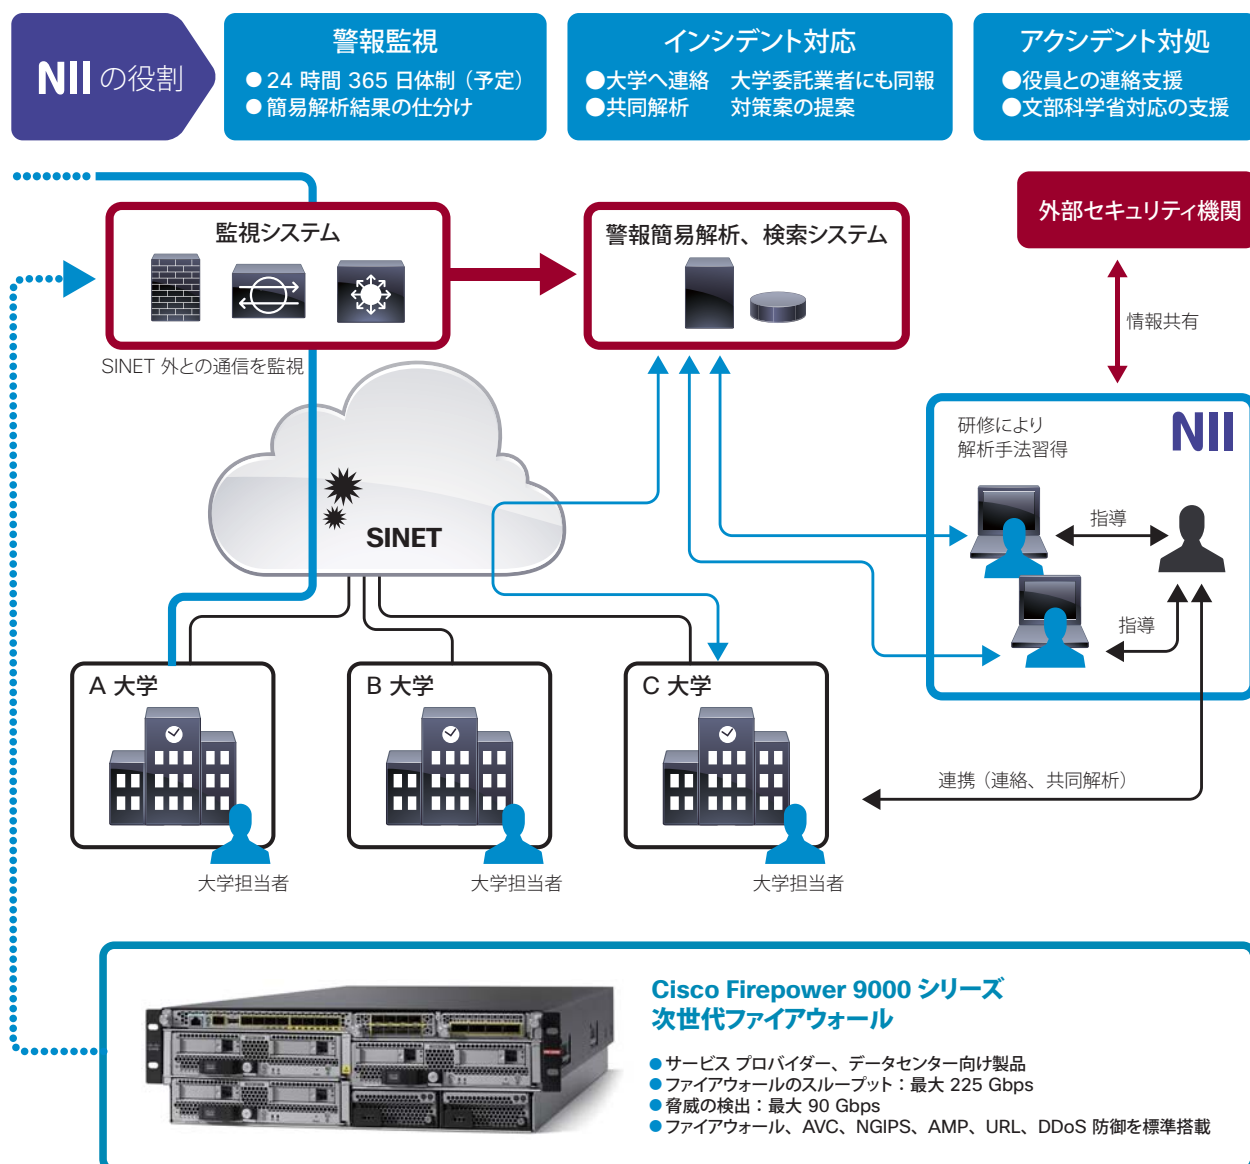 NII の役割
警報監視
●24 時間 365 日体制（予定）
●簡易解析結果の仕分け
インシデント対応
●大学へ連絡 大学委託業者にも同報
●共同解析 対策案の提案
アクシデント対処
●役員との連絡支援
●文部科学省対応の支援
監視システム
SINET 外との通信を監視
警報簡易解析、検索システム
外部セキュリティ機関
情報共有
研修により
解析手法習得
NII
指導
指導
SINET
A 大学
B 大学
C 大学
連携（連絡、共同解析）
大学担当者
大学担当者
大学担当者
Cisco Firepower 9000 シリーズ
次世代ファイアウォール
●サービス プロバイダー、データセンター向け製品
●ファイアウォールのスループット：最大 225 Gbps
●脅威の検出：最大 90 Gbps
●ファイアウォール、AVC、NGIPS、AMP、URL、DDoS 防御を標準搭載